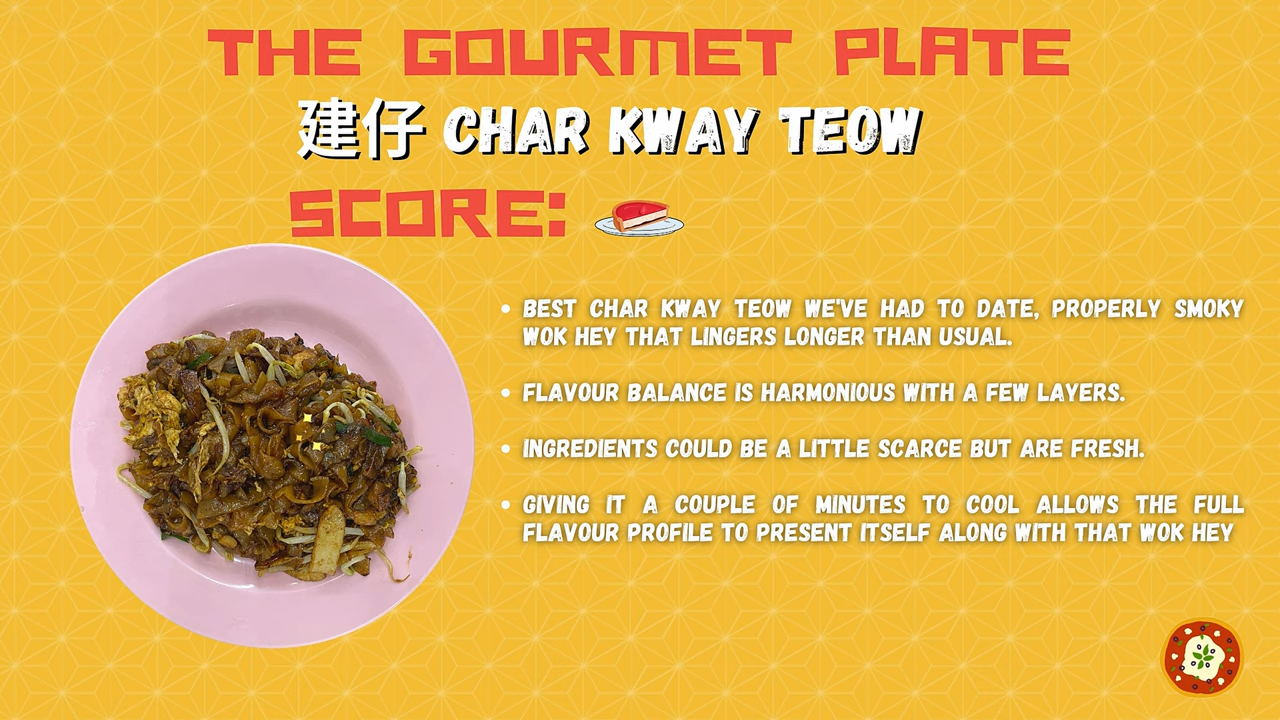 THE GOURMET PLATE
建仔 CHAR KWAY TEOW
SCORE:
• BEST CHAR KWAY TEOW WE'VE HAD TO DATE, PROPERLY SMOKY
WOK HEY THAT LINGERS LONGER THAN USUAL.
• FLAVOUR BALANCE IS HARMONIOUS WITH A FEW LAYERS.
• INGREDIENTS COULD BE A LITTLE SCARCE BUT ARE FRESH.
• GIVING IT A COUPLE OF MINUTES TO COOL ALLOWS THE FULL
FLAVOUR PROFILE TO PRESENT ITSELF ALONG WITH THAT WOK HEY